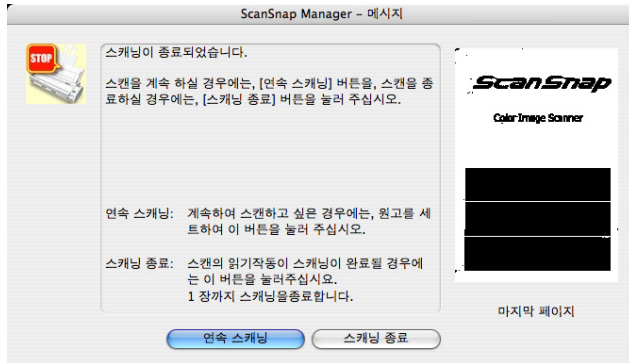 ScanSnap Manager – 메시지
STOP
스캐닝이 종료되었습니다.
스캔을 계속 하실 경우에는, [연속 스캐닝] 버튼을, 스캔을 종
료하실 경우에는, [스캐닝 종료] 버튼을 눌러 주십시오.
연속 스캐닝: 계속하여 스캔하고 싶은 경우에는, 원고를 세
트하여 이 버튼을 눌러 주십시오.
스캐닝 종료: 스캔의 읽기작동이 스캐닝이 완료될 경우에
는 이 버튼을 눌러주십시오.
1 장까지 스캐닝을종료합니다.
ScanSnap
Color Image Scanner
마지막 페이지
연속 스캐닝
스캐닝 종료